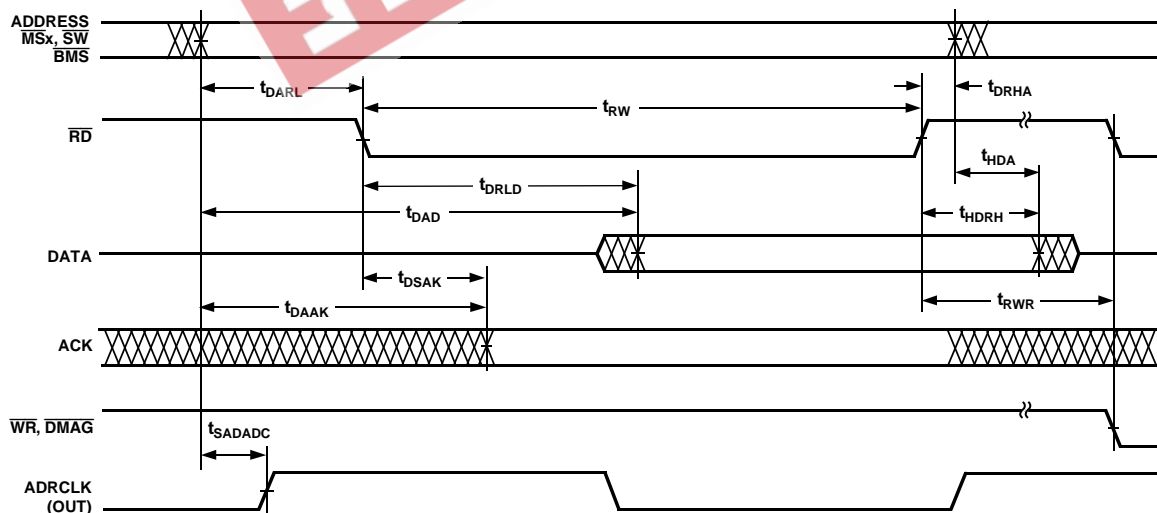 ADDRESS
MSx, SW
BMS
tDARL
tRW
tDRHA
RD
tHDA
tDRLD
tDAD
tHDRH
DATA
tDSAK
tDAAK
tRWR
ACK
WR, DMAG
tSADADC
ADRCLK
(OUT)